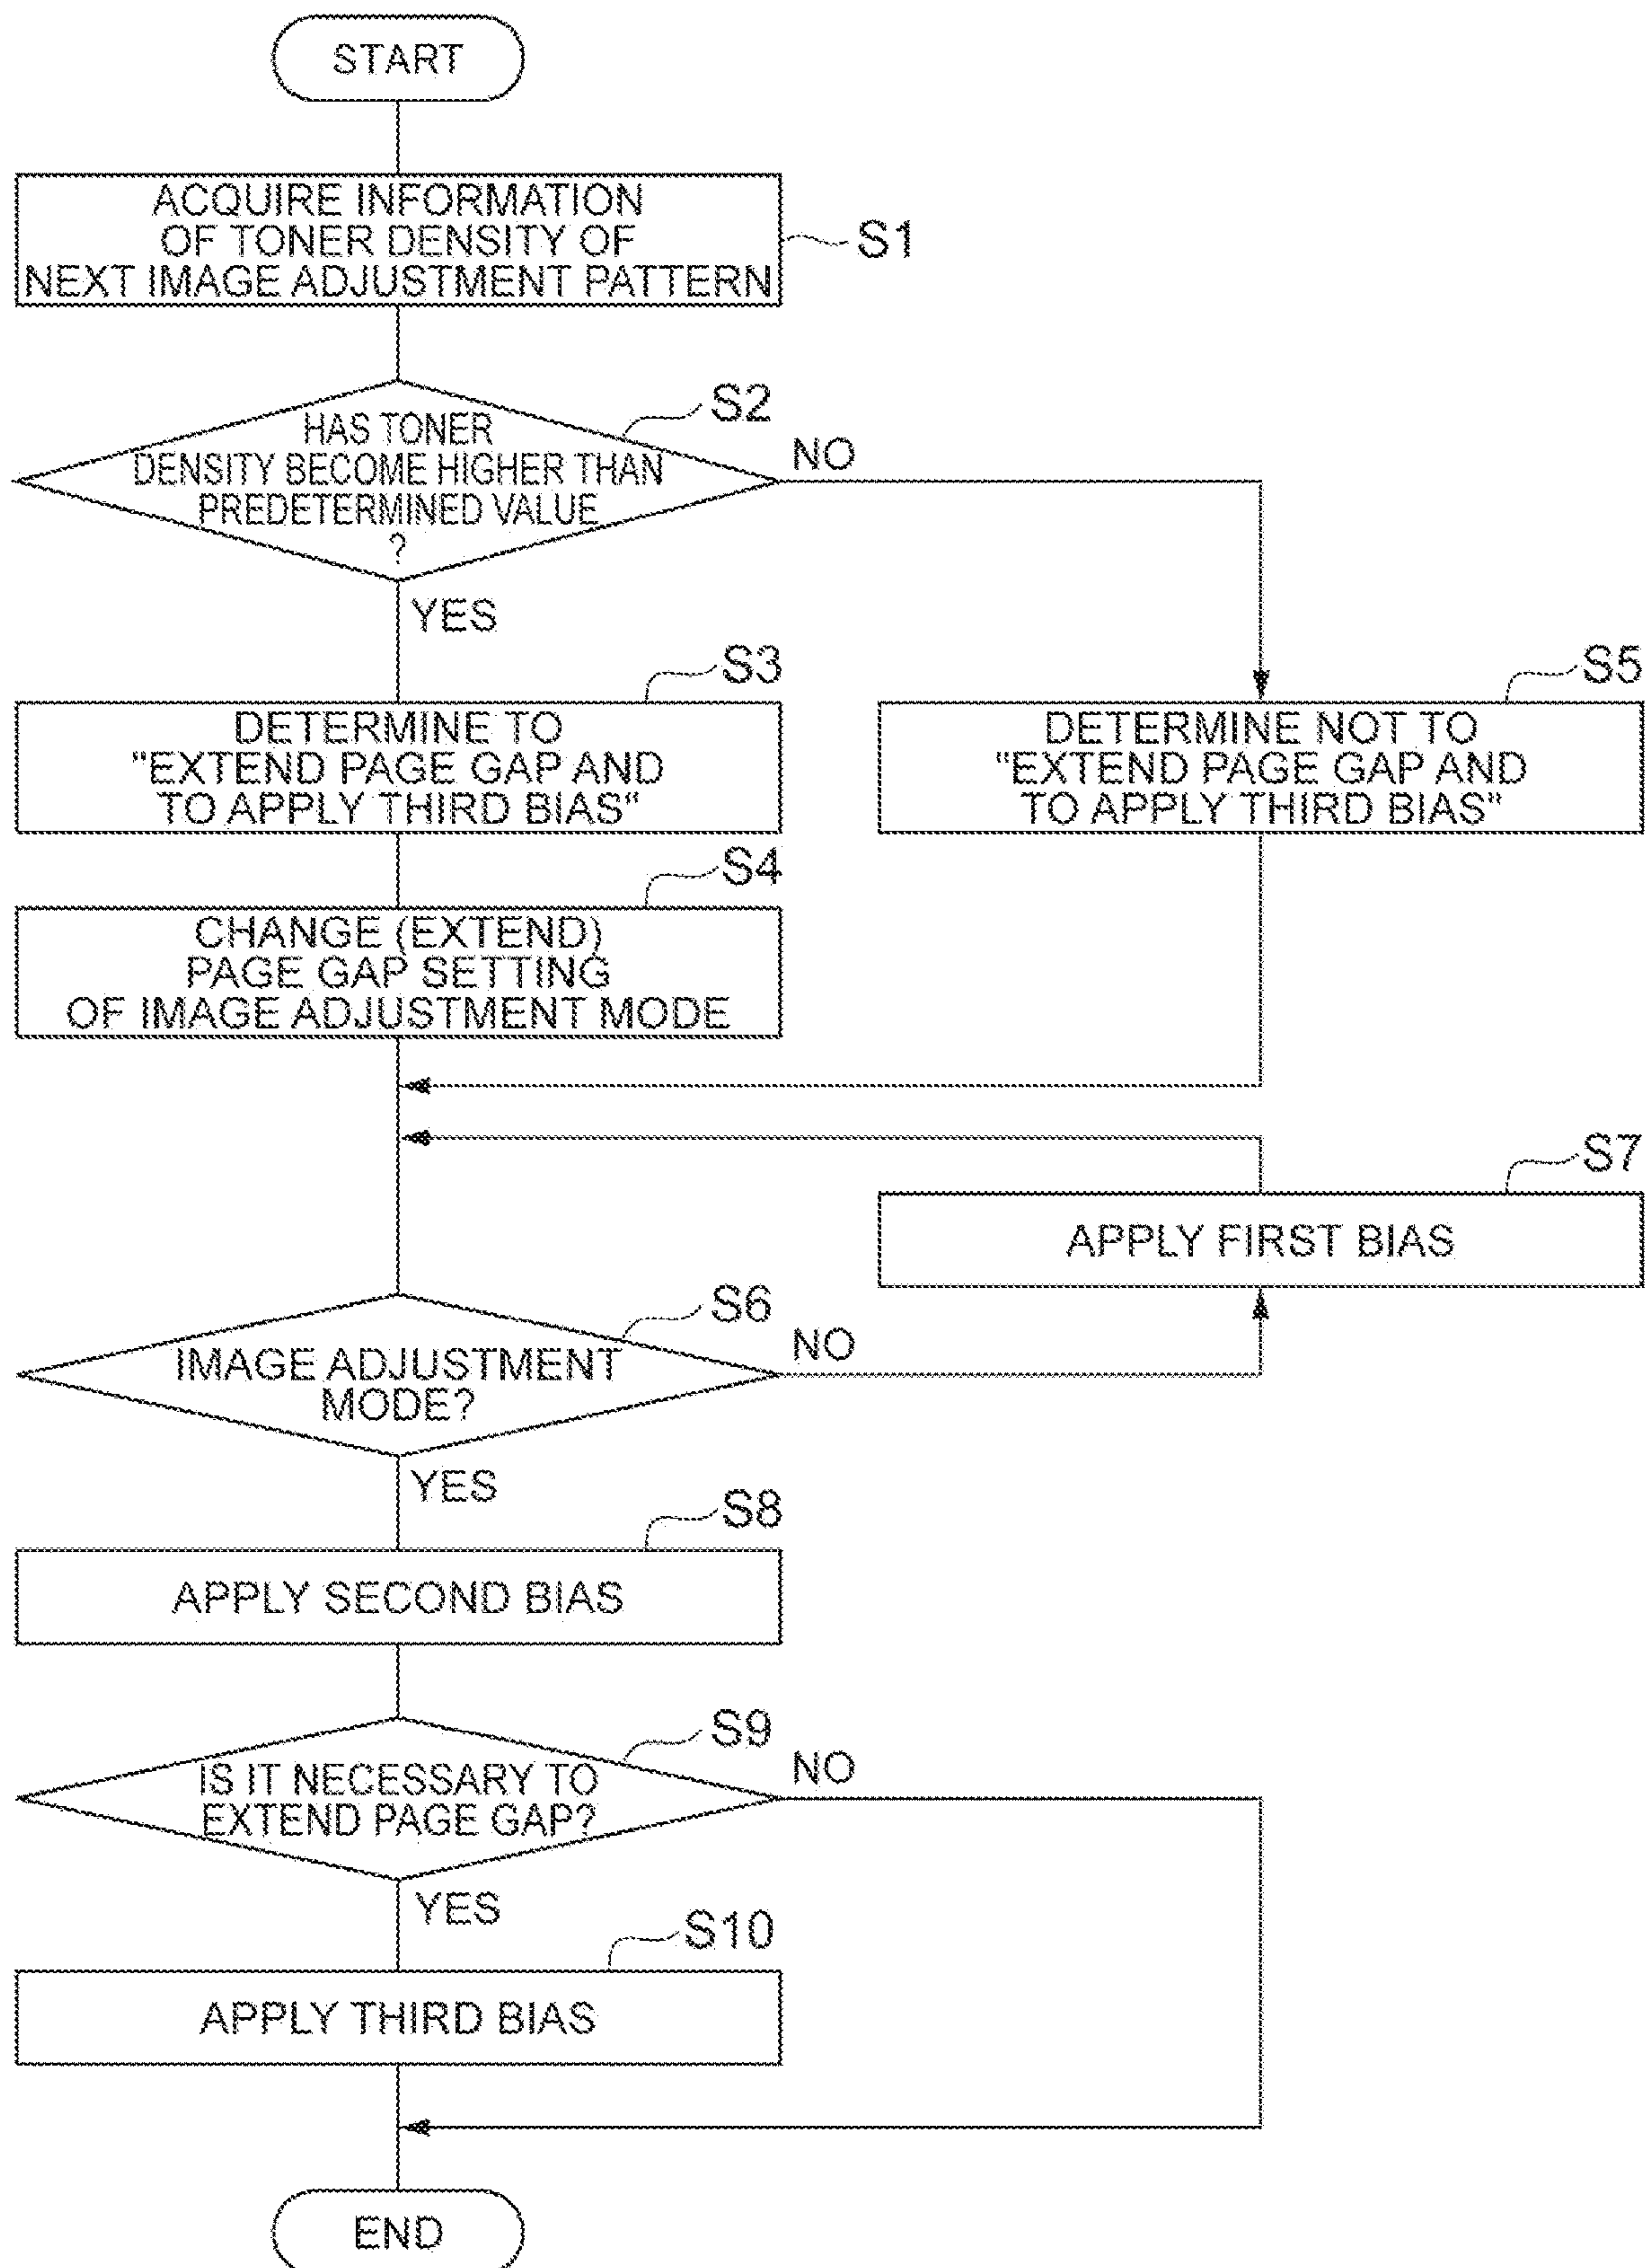 START
ACQUIRE INFORMATION
OF TONER DENSITY OF
NEXT IMAGE ADJUSTMENT PATTERN
S1
S2
HAS TONER
DENSITY BECOME HIGHER THAN
PREDETERMINED VALUE
?
NO
YES
S3
DETERMINE TO
"EXTEND PAGE GAP AND
TO APPLY THIRD BIAS"
S5
DETERMINE NOT TO
"EXTEND PAGE GAP AND
TO APPLY THIRD BIAS"
S4
CHANGE (EXTEND)
PAGE GAP SETTING
OF IMAGE ADJUSTMENT MODE
S7
APPLY FIRST BIAS
S6
IMAGE ADJUSTMENT
MODE?
NO
YES
S8
APPLY SECOND BIAS
S9
IS IT NECESSARY TO
EXTEND PAGE GAP?
NO
YES
S10
APPLY THIRD BIAS
END